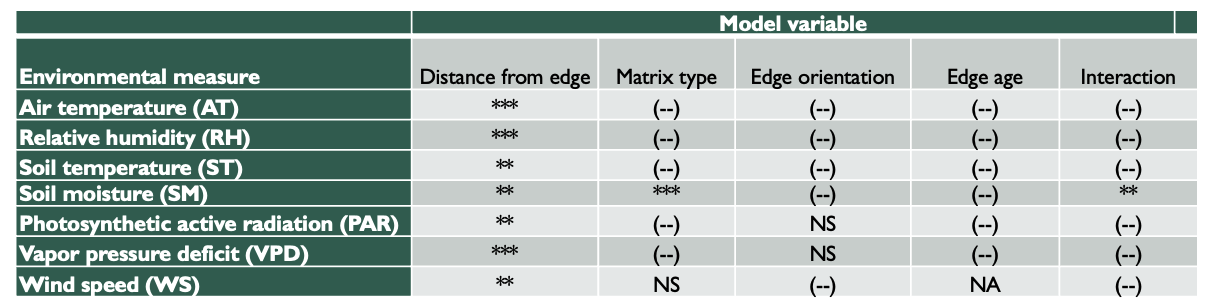 Model variable
Environmental measure Distance from edge Matrix type Edge orientation Edge age Interaction
Air temperature (AT) *** (--) (--) (--) (--)
Relative humidity (RH) *** (--) (--) (--) (--)
Soil temperature (ST) ** (--) (--) (--) (--)
Soil moisture (SM) ** *** (--) (--) **
Photosynthetic active radiation (PAR) ** (--) NS (--) (--)
Vapor pressure deficit (VPD) *** (--) NS (--) (--)
Wind speed (WS) ** NS (--) NA (--)